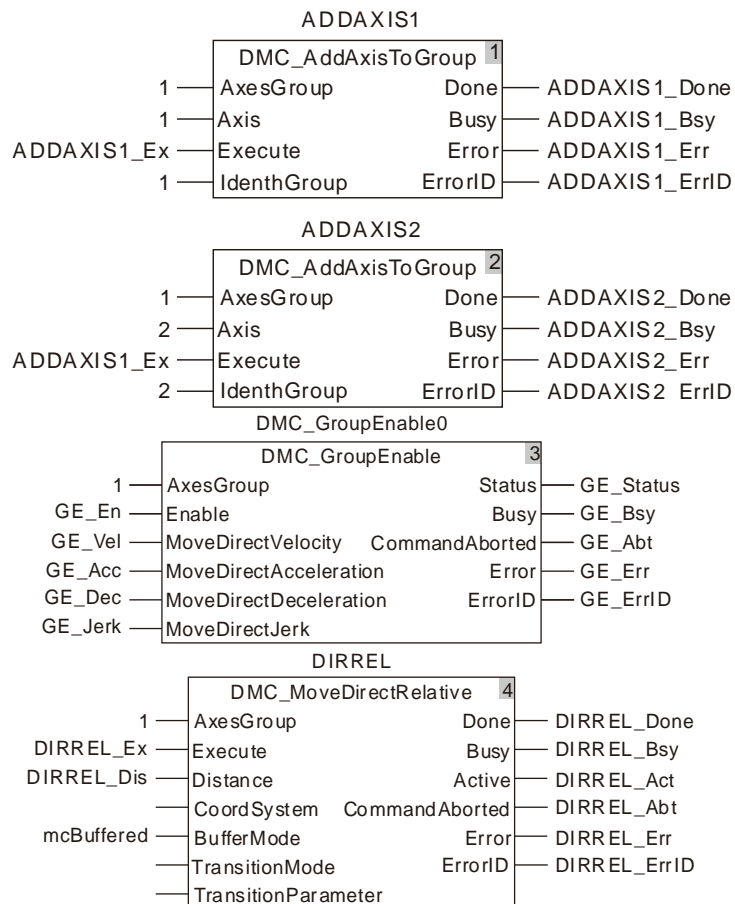 ADDAXIS1
DMC_AddAxisToGroup 1
1 AxesGroup Done ADDAXIS1_Done
1 Axis Busy ADDAXIS1_Bsy
ADDAXIS1_Ex Execute Error ADDAXIS1_Err
1 IdenthGroup ErrorID ADDAXIS1_ErrID
ADDAXIS2
DMC_AddAxisToGroup 2
1 AxesGroup Done ADDAXIS2_Done
2 Axis Busy ADDAXIS2_Bsy
ADDAXIS1_Ex Execute Error ADDAXIS2_Err
2 IdenthGroup ErrorID ADDAXIS2 ErrID
DMC_GroupEnable0
DMC_GroupEnable 3
1 AxesGroup Status GE_Status
GE_En Enable Busy GE_Bsy
GE_Vel MoveDirectVelocity CommandAborted GE_Abt
GE_Acc MoveDirectAcceleration Error GE_Err
GE_Dec MoveDirectDeceleration ErrorID GE_ErrID
GE_Jerk MoveDirectJerk
DIRREL
DMC_MoveDirectRelative 4
1 AxesGroup Done DIRREL_Done
DIRREL_Ex Execute Busy DIRREL_Bsy
DIRREL_Dis Distance Active DIRREL_Act
CoordSystem CommandAborted DIRREL_Abt
mcBuffered BufferMode Error DIRREL_Err
TransitionMode ErrorID DIRREL_ErrID
TransitionParameter